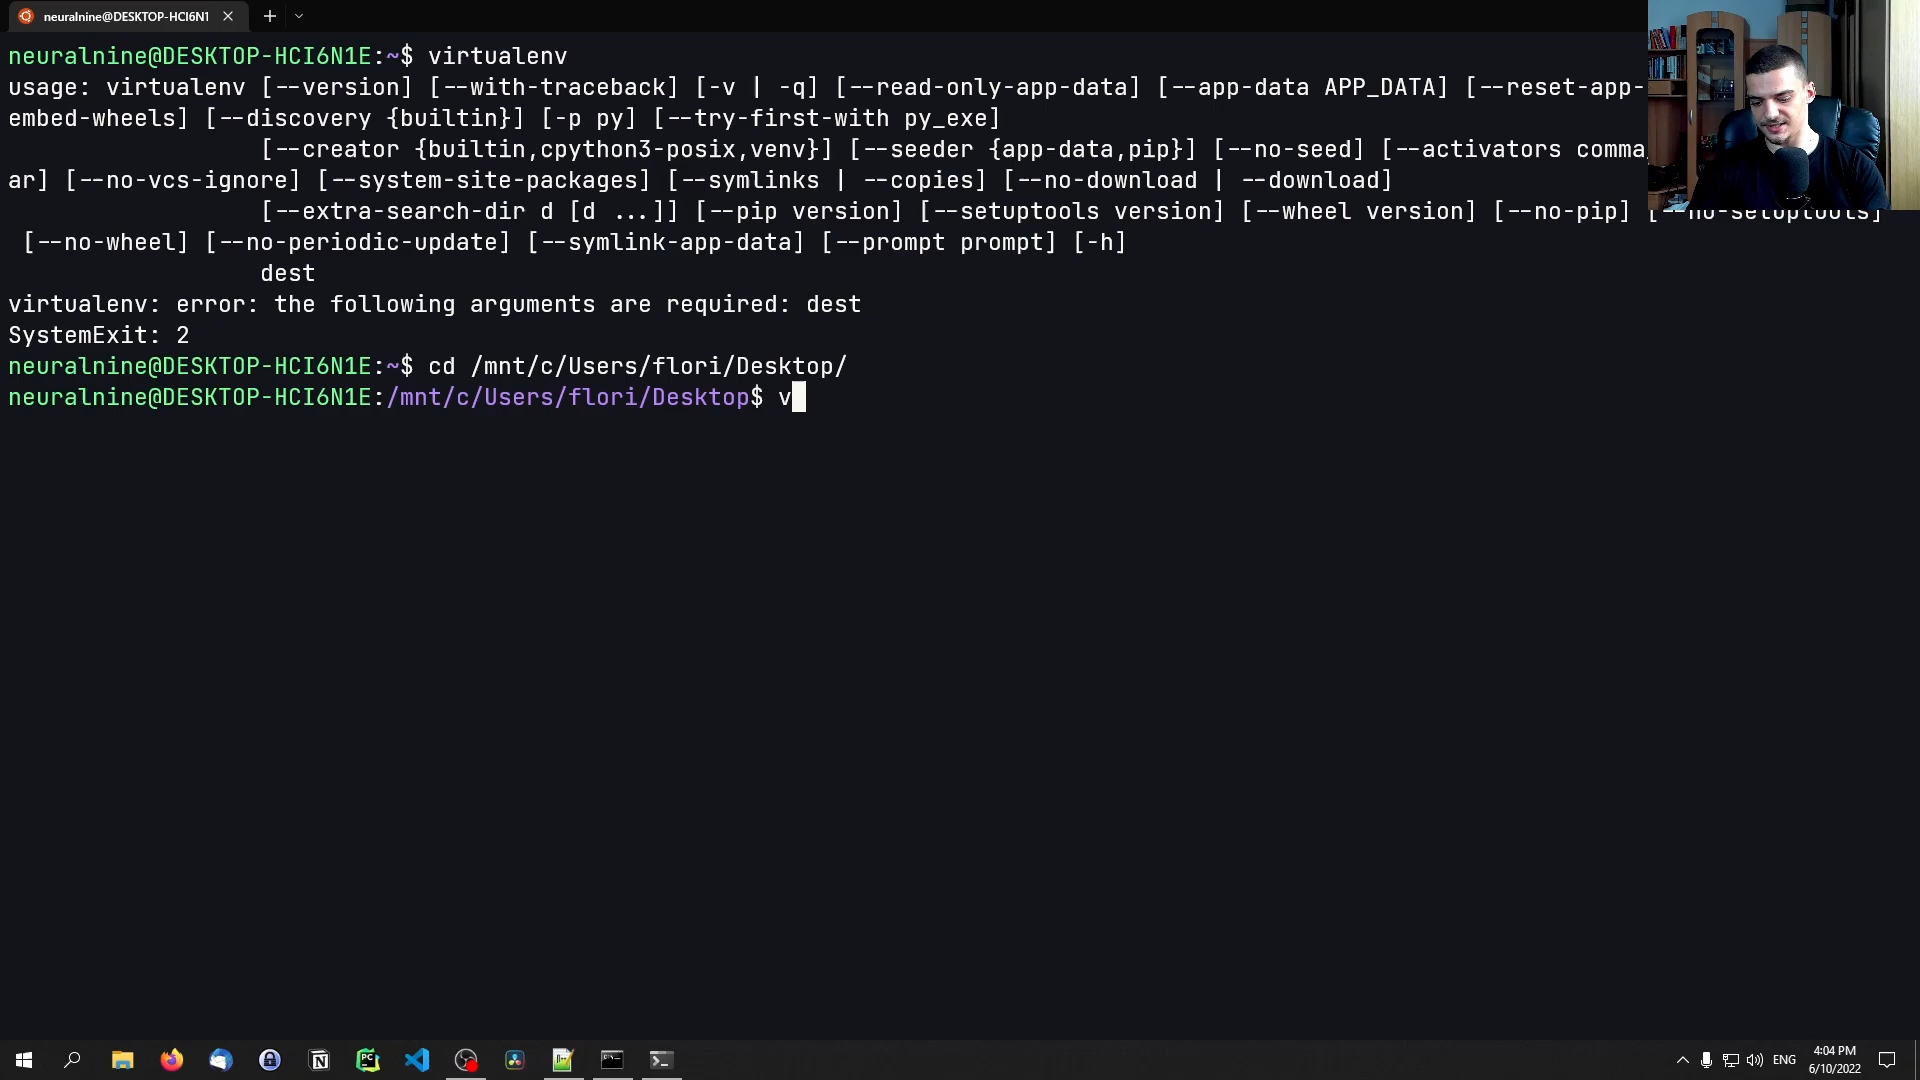 neuralnine@DESKTOP-HCI6N1
neuralnine@DESKTOP-HCI6N1E:~$ virtualenv
usage: virtualenv [--version] [--with-traceback] [-v | -q] [--read-only-app-data] [--app-data APP_DATA] [--reset-app-
embed-wheels] [--discovery {builtin}] [-p py] [--try-first-with py_exe]
[--creator {builtin,cpython3-posix,venv}] [--seeder {app-data,pip}] [--no-seed] [--activators comma
ar] [--no-vcs-ignore] [--system-site-packages] [--symlinks | --copies] [--no-download | --download]
[--extra-search-dir d [d ...]] [--pip version] [--setuptools version] [--wheel version] [--no-pip] [--no-setuptools]
[--no-wheel] [--no-periodic-update] [--symlink-app-data] [--prompt prompt] [-h]
dest
virtualenv: error: the following arguments are required: dest
SystemExit: 2
neuralnine@DESKTOP-HCI6N1E:~$ cd /mnt/c/Users/flori/Desktop/
neuralnine@DESKTOP-HCI6N1E:/mnt/c/Users/flori/Desktop$ v
ENG
4:04 PM
6/10/2022